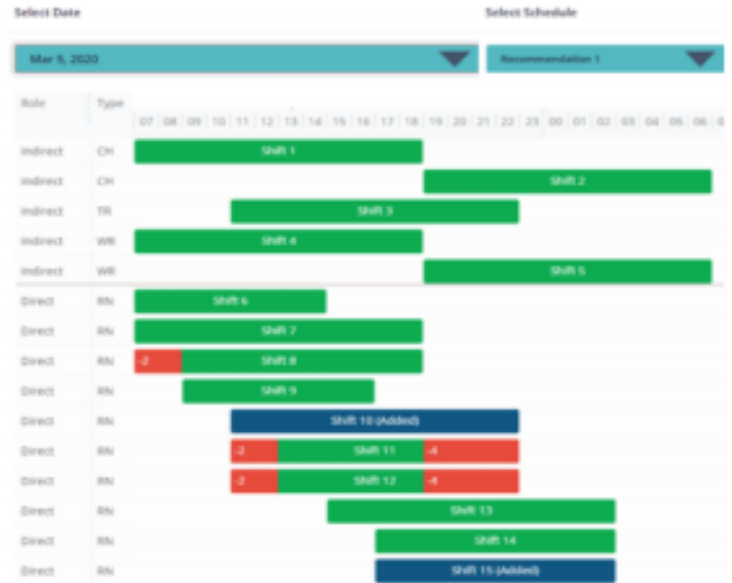 Select Date Select Schedule
Mar 5, 2020 Recommendation 1
Role Type
07 08 09 10 11 12 13 14 15 16 17 18 19 20 21 22 23 00 01 02 03 04 05 06
Indirect CH Shift 1
Indirect CH Shift 2
Indirect TR Shift 3
Indirect WR Shift 4
Indirect WR Shift 5
Direct RN Shift 6
Direct RN Shift 7
Direct RN -2 Shift 8
Direct RN Shift 9
Direct RN Shift 10 (Added)
Direct RN -2 Shift 11 -4
Direct RN -2 Shift 12 -4
Direct RN Shift 13
Direct RN Shift 14
Direct RN Shift 15 (Added)